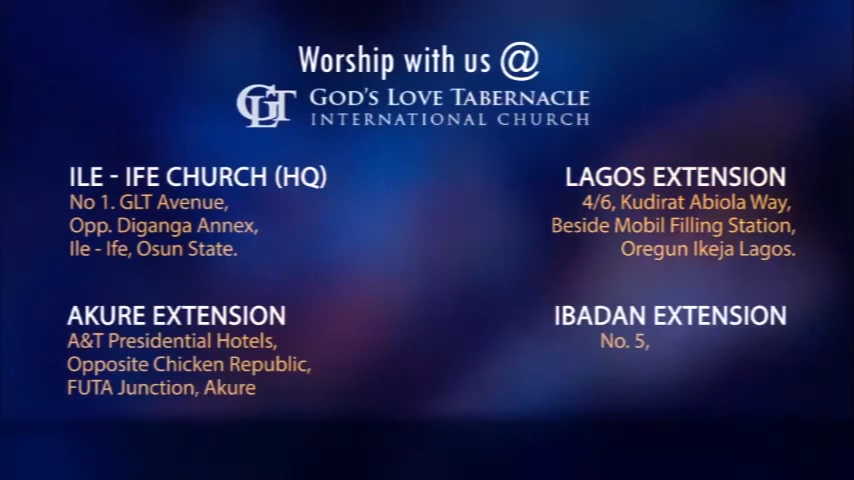 Worship with us @
GLT GOD'S LOVE TABERNACLE
INTERNATIONAL CHURCH
ILE - IFE CHURCH (HQ)
No 1. GLT Avenue,
Opp. Diganga Annex,
Ile - Ife, Osun State.
LAGOS EXTENSION
4/6, Kudirat Abiola Way,
Beside Mobil Filling Station,
Oregun Ikeja Lagos.
AKURE EXTENSION
A&T Presidential Hotels,
Opposite Chicken Republic,
FUTA Junction, Akure
IBADAN EXTENSION
No. 5,